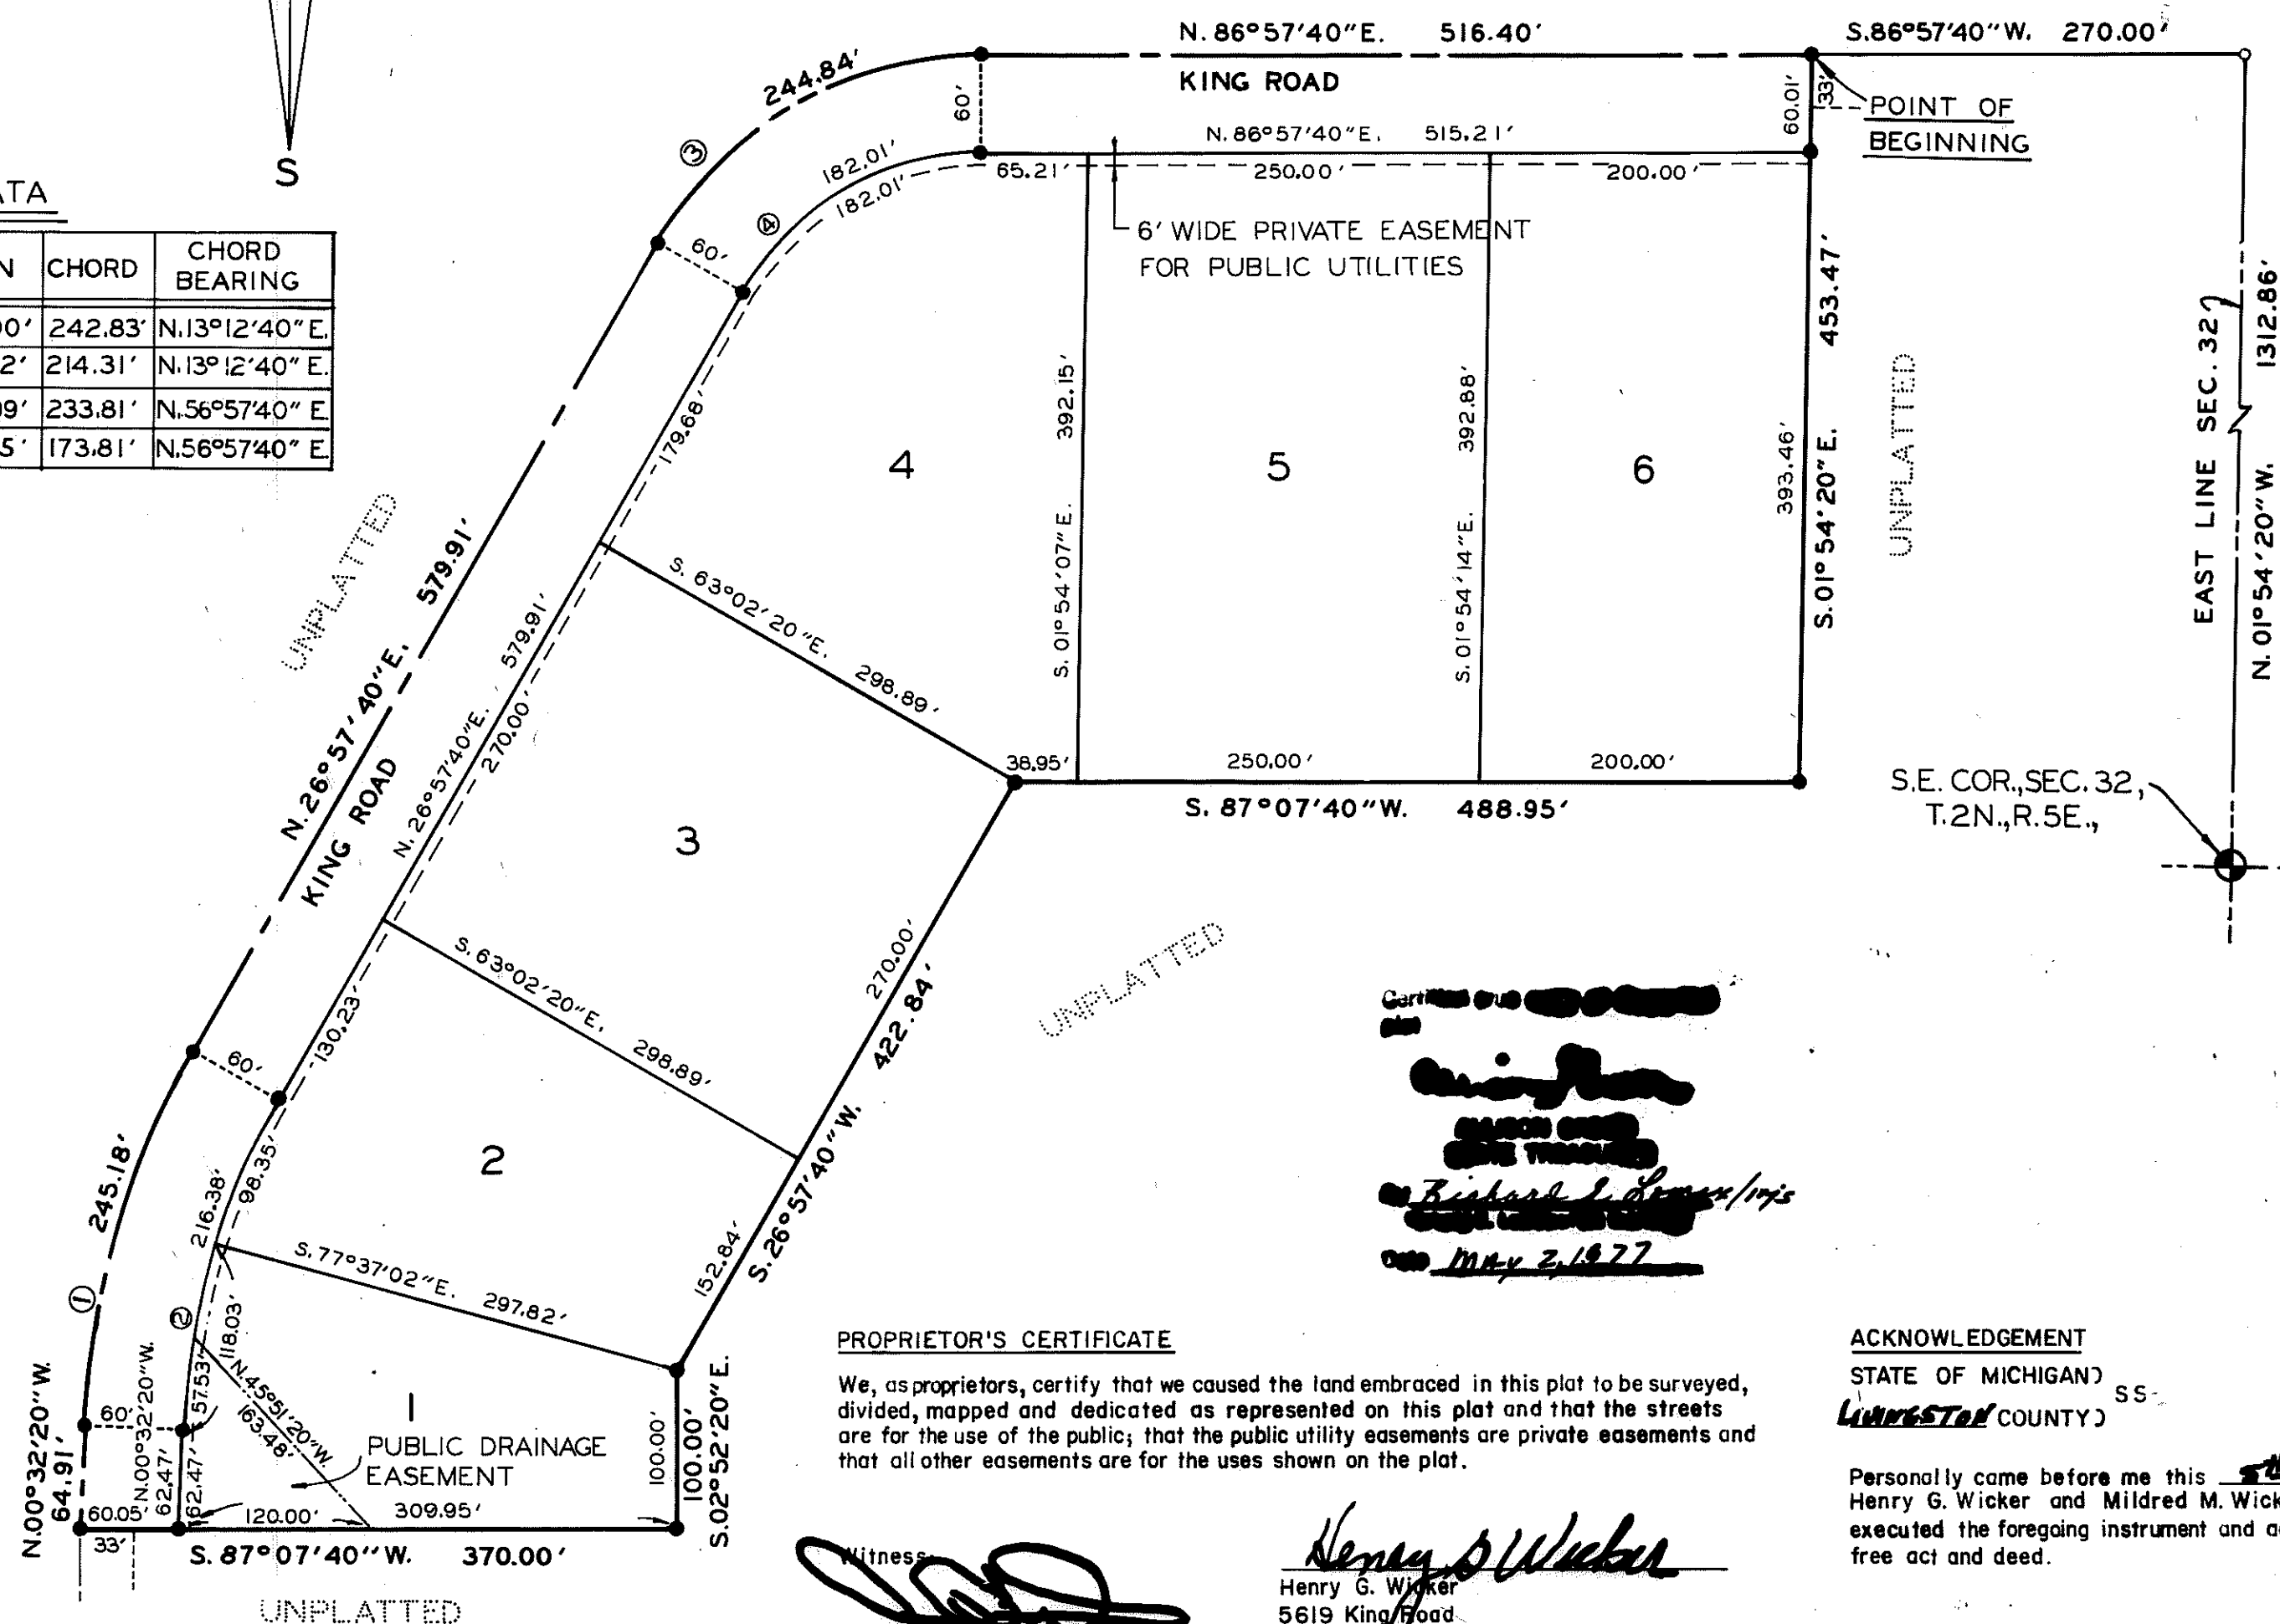 S
ATA
CHORD CHORD BEARING
0' 242.83' N.13°12'40" E.
2' 214.31' N.13°12'40" E.
9' 233.81' N.56°57'40" E
5' 173.81' N.56°57'40" E.
N. 86°57'40"E. 516.40'
S.86°57'40"W. 270.00'
KING ROAD
244.84'
60'
60.01'
33'
POINT OF
BEGINNING
N. 86°57'40"E. 515.21'
③
182.01'
182.01'
65.21'
250.00'
200.00'
④
60'
6' WIDE PRIVATE EASEMENT
FOR PUBLIC UTILITIES
453.47'
S.01°54'20"E.
393.46'
UNPLATTED
EAST LINE SEC. 32
1312.86'
N. 01°54'20"W.
392.15'
S. 01°54'07"E.
392.88'
S. 01°54'14"E.
179.68'
4
5
6
UNPLATTED
579.91'
N. 26°57'40"E.
KING ROAD
579.91'
N. 26°57'40"E.
270.00'
S. 63°02'20"E.
298.89'
38.95'
250.00'
200.00'
S. 87°07'40"W. 488.95'
S.E. COR., SEC. 32,
T.2N., R.5E.,
3
270.00'
422.84'
S. 26°57'40"W.
UNPLATTED
S. 63°02'20"E.
298.89'
60'
130.23'
2
152.84'
245.18'
98.35'
216.38'
S. 77°37'02"E. 297.82'
①
②
118.03'
57.53'
N.45°51'20"W.
163.48'
1
PUBLIC DRAINAGE
EASEMENT
N.00°32'20"W.
64.91'
60'
N.00°32'20"W.
62.47'
62.47'
60.05'
33'
120.00'
309.95'
100.00'
100.00'
S.02°52'20"E.
S. 87°07'40"W. 370.00'
UNPLATTED
MAY 2, 1977
PROPRIETOR'S CERTIFICATE
We, as proprietors, certify that we caused the land embraced in this plat to be surveyed,
divided, mapped and dedicated as represented on this plat and that the streets
are for the use of the public; that the public utility easements are private easements and
that all other easements are for the uses shown on the plat.
Witness:
Henry G Wicker
Henry G. Wicker
5619 King Road
ACKNOWLEDGEMENT
STATE OF MICHIGAN)
SS
LIVINGSTON COUNTY)
Personally came before me this 5th
Henry G. Wicker and Mildred M. Wick
executed the foregoing instrument and a
free act and deed.